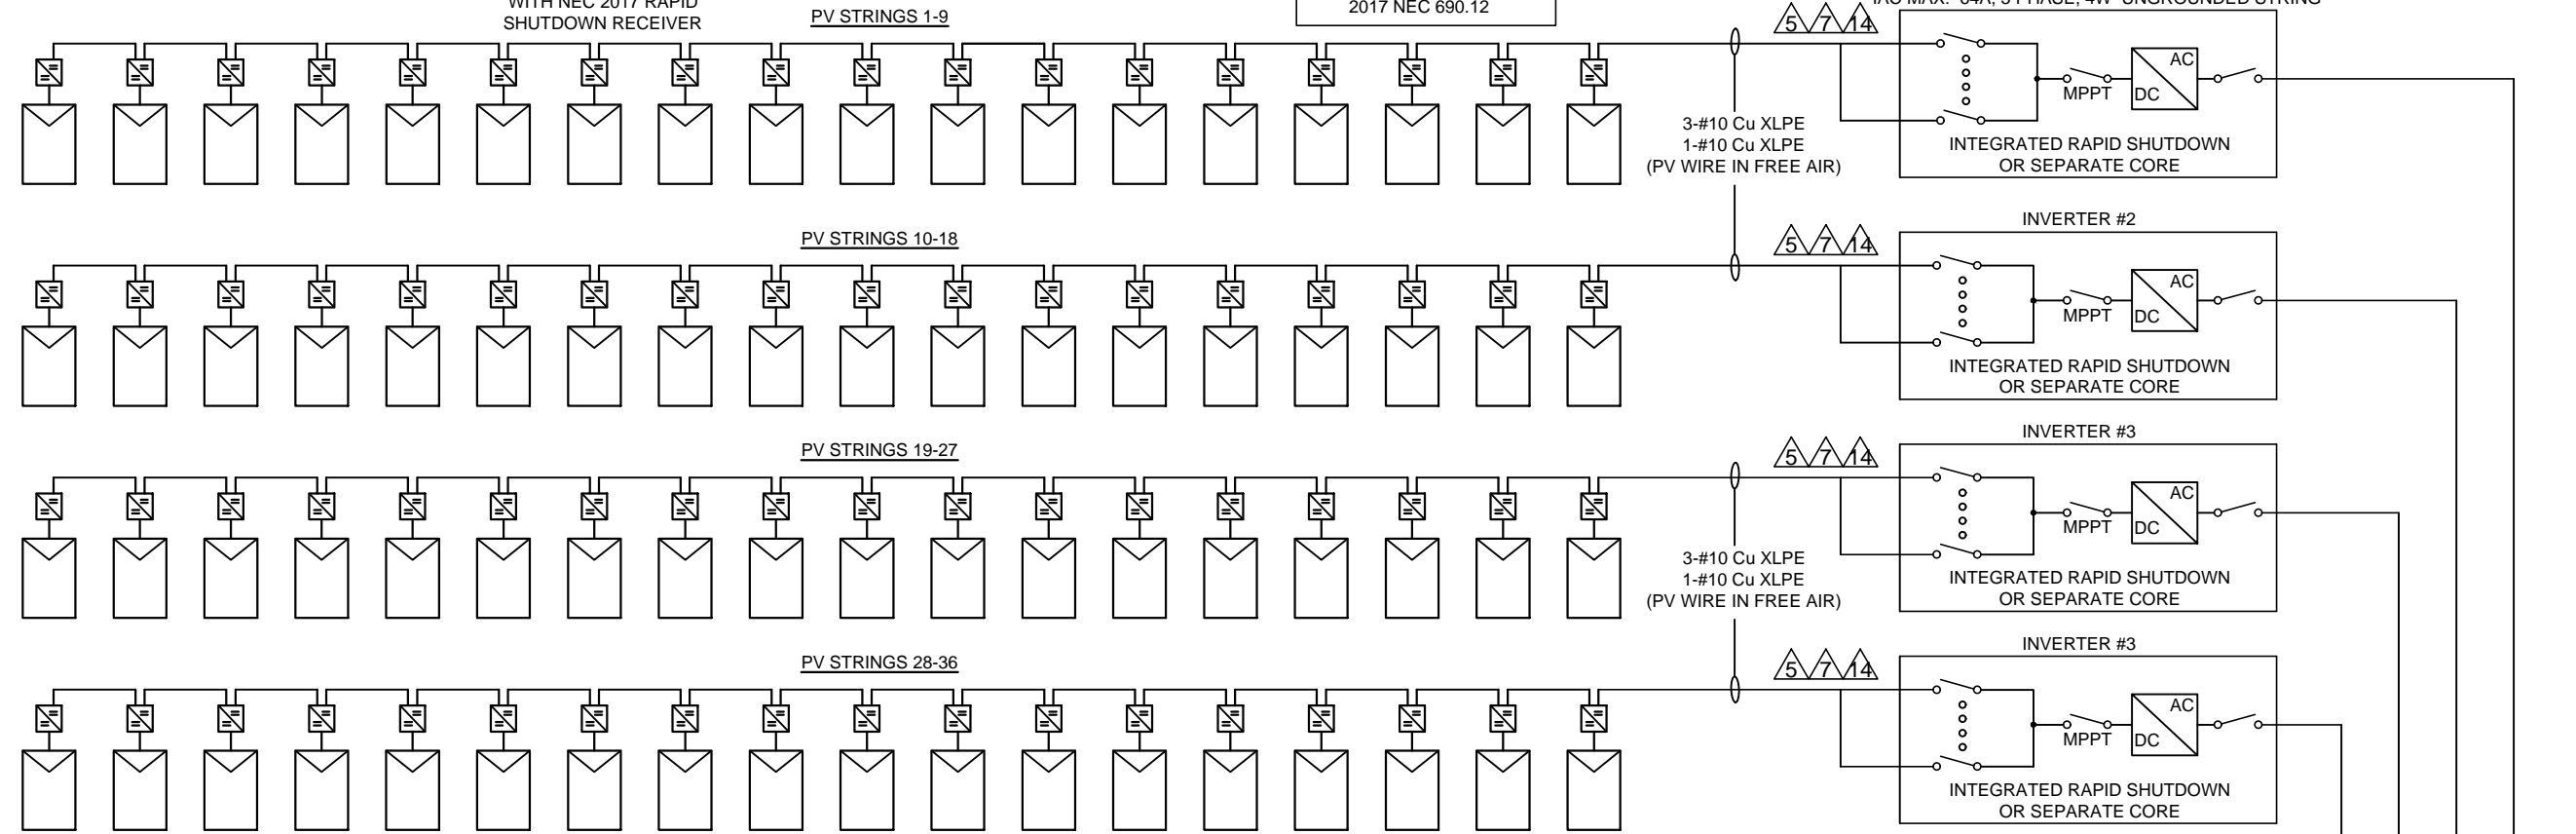 WITH NEC 2017 RAPID
SHUTDOWN RECEIVER
PV STRINGS 1-9
2017 NEC 690.12
5 7 14
3-#10 Cu XLPE
1-#10 Cu XLPE
(PV WIRE IN FREE AIR)
MPPT
AC
DC
INTEGRATED RAPID SHUTDOWN
OR SEPARATE CORE
PV STRINGS 10-18
5 7 14
INVERTER #2
MPPT
AC
DC
INTEGRATED RAPID SHUTDOWN
OR SEPARATE CORE
PV STRINGS 19-27
5 7 14
INVERTER #3
3-#10 Cu XLPE
1-#10 Cu XLPE
(PV WIRE IN FREE AIR)
MPPT
AC
DC
INTEGRATED RAPID SHUTDOWN
OR SEPARATE CORE
PV STRINGS 28-36
5 7 14
INVERTER #3
MPPT
AC
DC
INTEGRATED RAPID SHUTDOWN
OR SEPARATE CORE